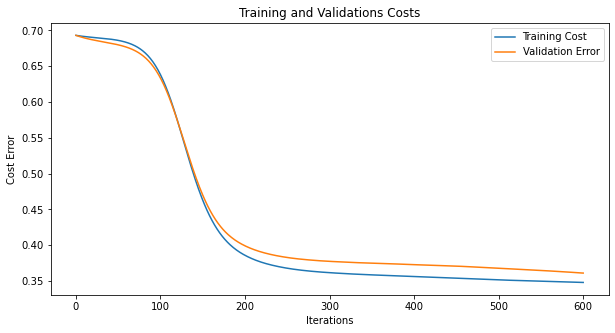 Training and Validations Costs
Training Cost
Validation Error
Cost Error
0.70
0.65
0.60
0.55
0.50
0.45
0.40
0.35
0 100 200 300 400 500 600
Iterations